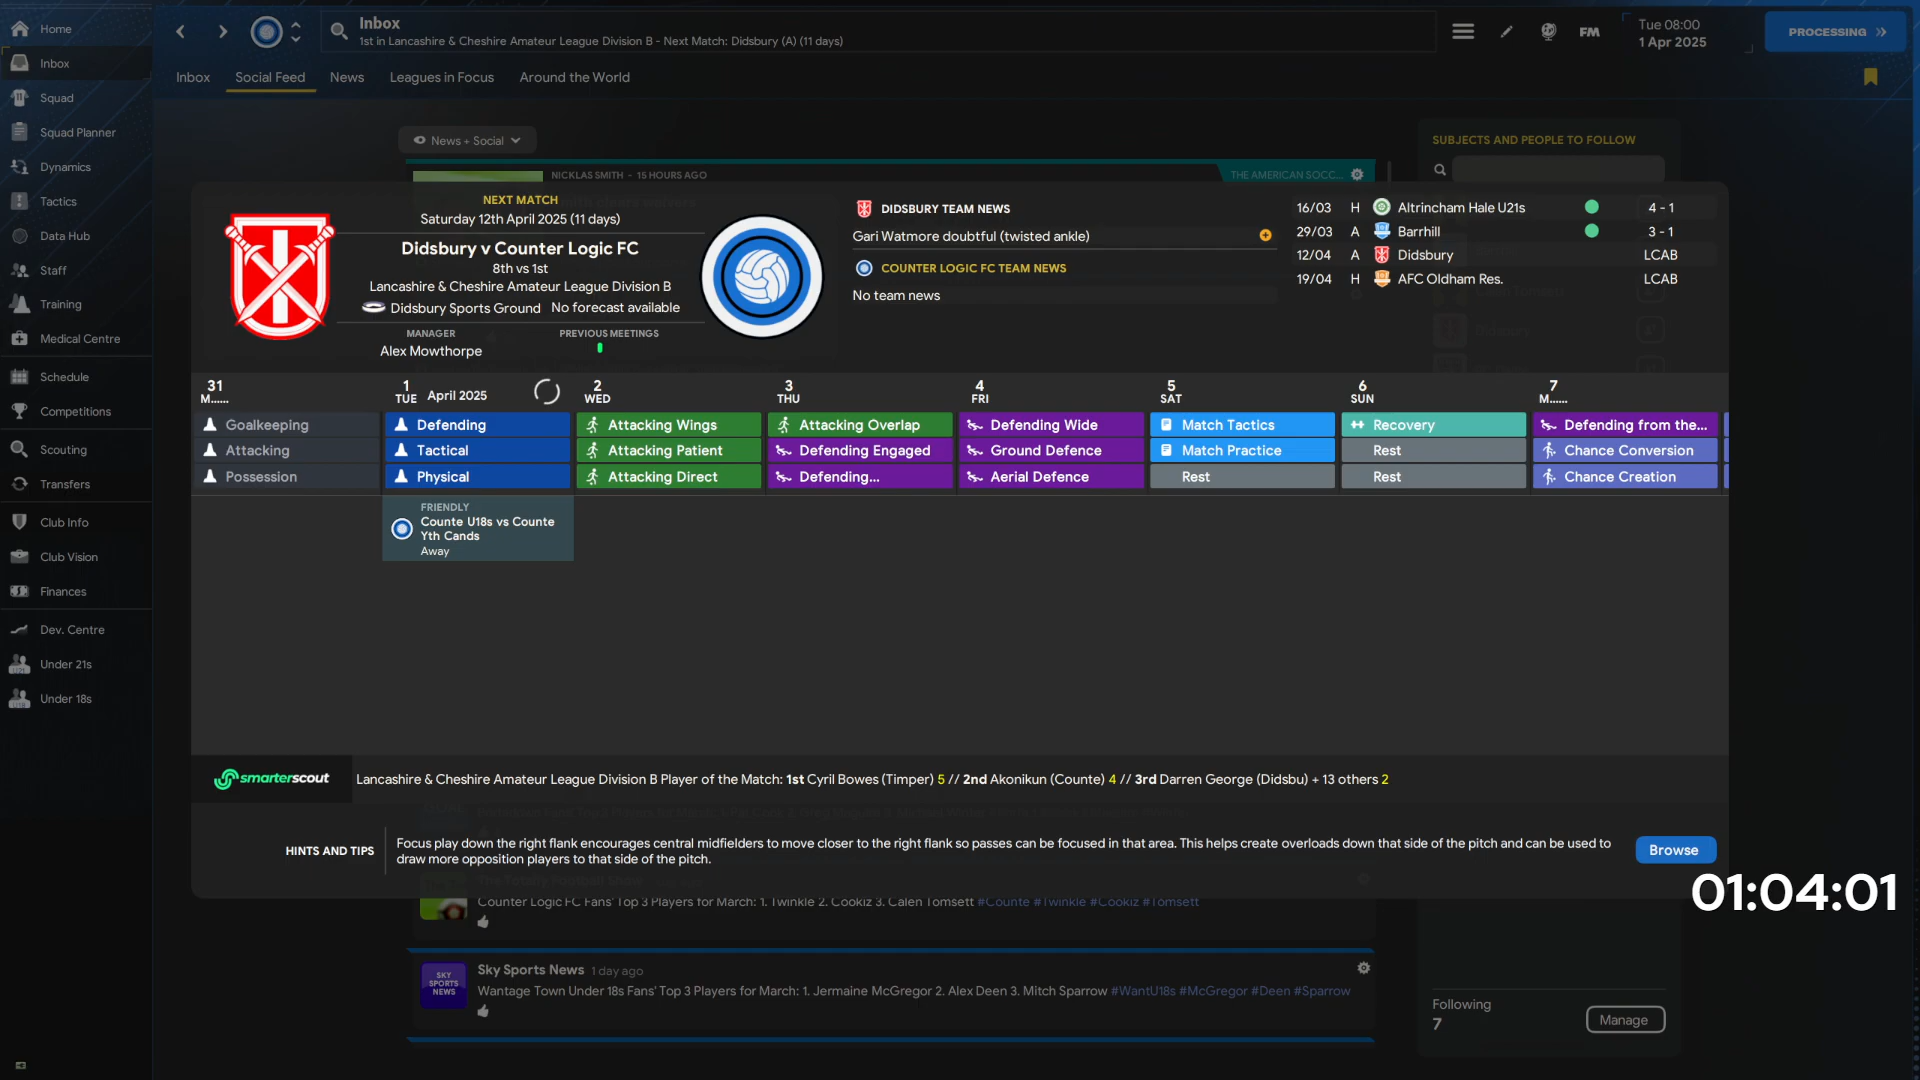 Home
Inbox
Squad
Squad Planner
Dynamics
Tactics
Data Hub
Staff
Training
Medical Centre
Schedule
Competitions
Scouting
Transfers
Club Info
Club Vision
Finances
Dev. Centre
Under 21s
Under 18s
Inbox
1st in Lancashire & Cheshire Amateur League Division B - Next Match: Didsbury (A) (11 days)
FM
Tue 08:00
1 Apr 2025
PROCESSING
Inbox
Social Feed
News
Leagues in Focus
Around the World
News + Social
NICKLAS SMITH - 15 HOURS AGO
THE AMERICAN SOCC...
SUBJECTS AND PEOPLE TO FOLLOW
NEXT MATCH
Saturday 12th April 2025 (11 days)
Didsbury v Counter Logic FC
8th vs 1st
Lancashire & Cheshire Amateur League Division B
Didsbury Sports Ground No forecast available
MANAGER
Alex Mowthorpe
PREVIOUS MEETINGS
DIDSBURY TEAM NEWS
Gari Watmore doubtful (twisted ankle)
COUNTER LOGIC FC TEAM NEWS
No team news
16/03 H Altrincham Hale U21s 4 - 1
29/03 A Barrhill 3 - 1
12/04 A Didsbury LCAB
19/04 H AFC Oldham Res. LCAB
31 M......
1 TUE April 2025
2 WED
3 THU
4 FRI
5 SAT
6 SUN
7 M......
Goalkeeping Defending Attacking Wings Attacking Overlap Defending Wide Match Tactics Recovery Defending from the...
Attacking Tactical Attacking Patient Defending Engaged Ground Defence Match Practice Rest Chance Conversion
Possession Physical Attacking Direct Defending... Aerial Defence Rest Rest Chance Creation
FRIENDLY
Counte U18s vs Counte
Yth Cands
Away
smarterscout
Lancashire & Cheshire Amateur League Division B Player of the Match: 1st Cyril Bowes (Timper) 5 // 2nd Akonikun (Counte) 4 // 3rd Darren George (Didsbu) + 13 others 2
HINTS AND TIPS
Focus play down the right flank encourages central midfielders to move closer to the right flank so passes can be focused in that area. This helps create overloads down that side of the pitch and can be used to
draw more opposition players to that side of the pitch.
Browse
01:04:01
The Totally Football Show
Counter Logic FC Fans' Top 3 Players for March: 1. Twinkle 2. Cookiz 3. Calen Tomsett #Counte #Twinkle #Cookiz #Tomsett
SKY
SPORTS
NEWS
Sky Sports News 1 day ago
Wantage Town Under 18s Fans' Top 3 Players for March: 1. Jermaine McGregor 2. Alex Deen 3. Mitch Sparrow #WantU18s #McGregor #Deen #Sparrow
Following
7
Manage